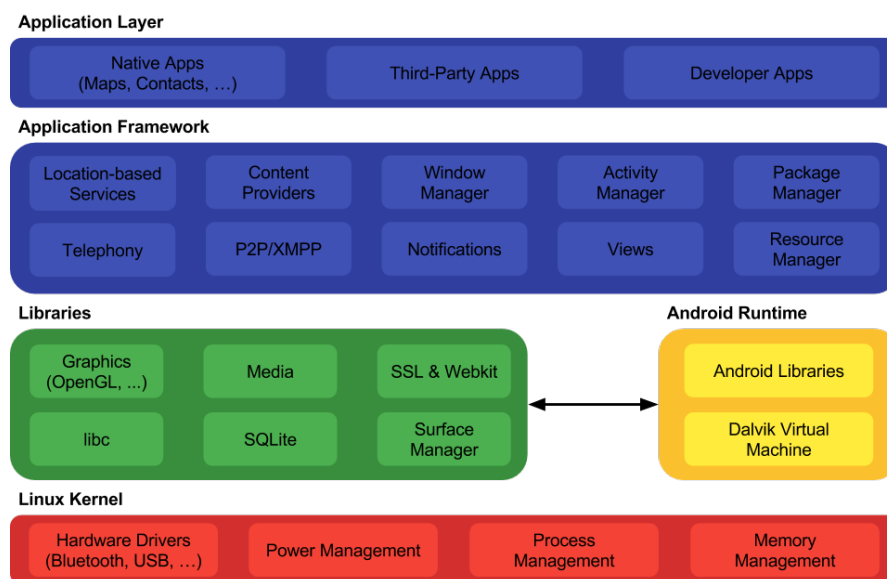 Application Layer
Native Apps
(Maps, Contacts, …)
Third-Party Apps
Developer Apps
Application Framework
Location-based
Services
Content
Providers
Window
Manager
Activity
Manager
Package
Manager
Telephony
P2P/XMPP
Notifications
Views
Resource
Manager
Libraries
Android Runtime
Graphics
(OpenGL, ...)
Media
SSL & Webkit
Android Libraries
libc
SQLite
Surface
Manager
Dalvik Virtual
Machine
Linux Kernel
Hardware Drivers
(Bluetooth, USB, …)
Power Management
Process
Management
Memory
Management